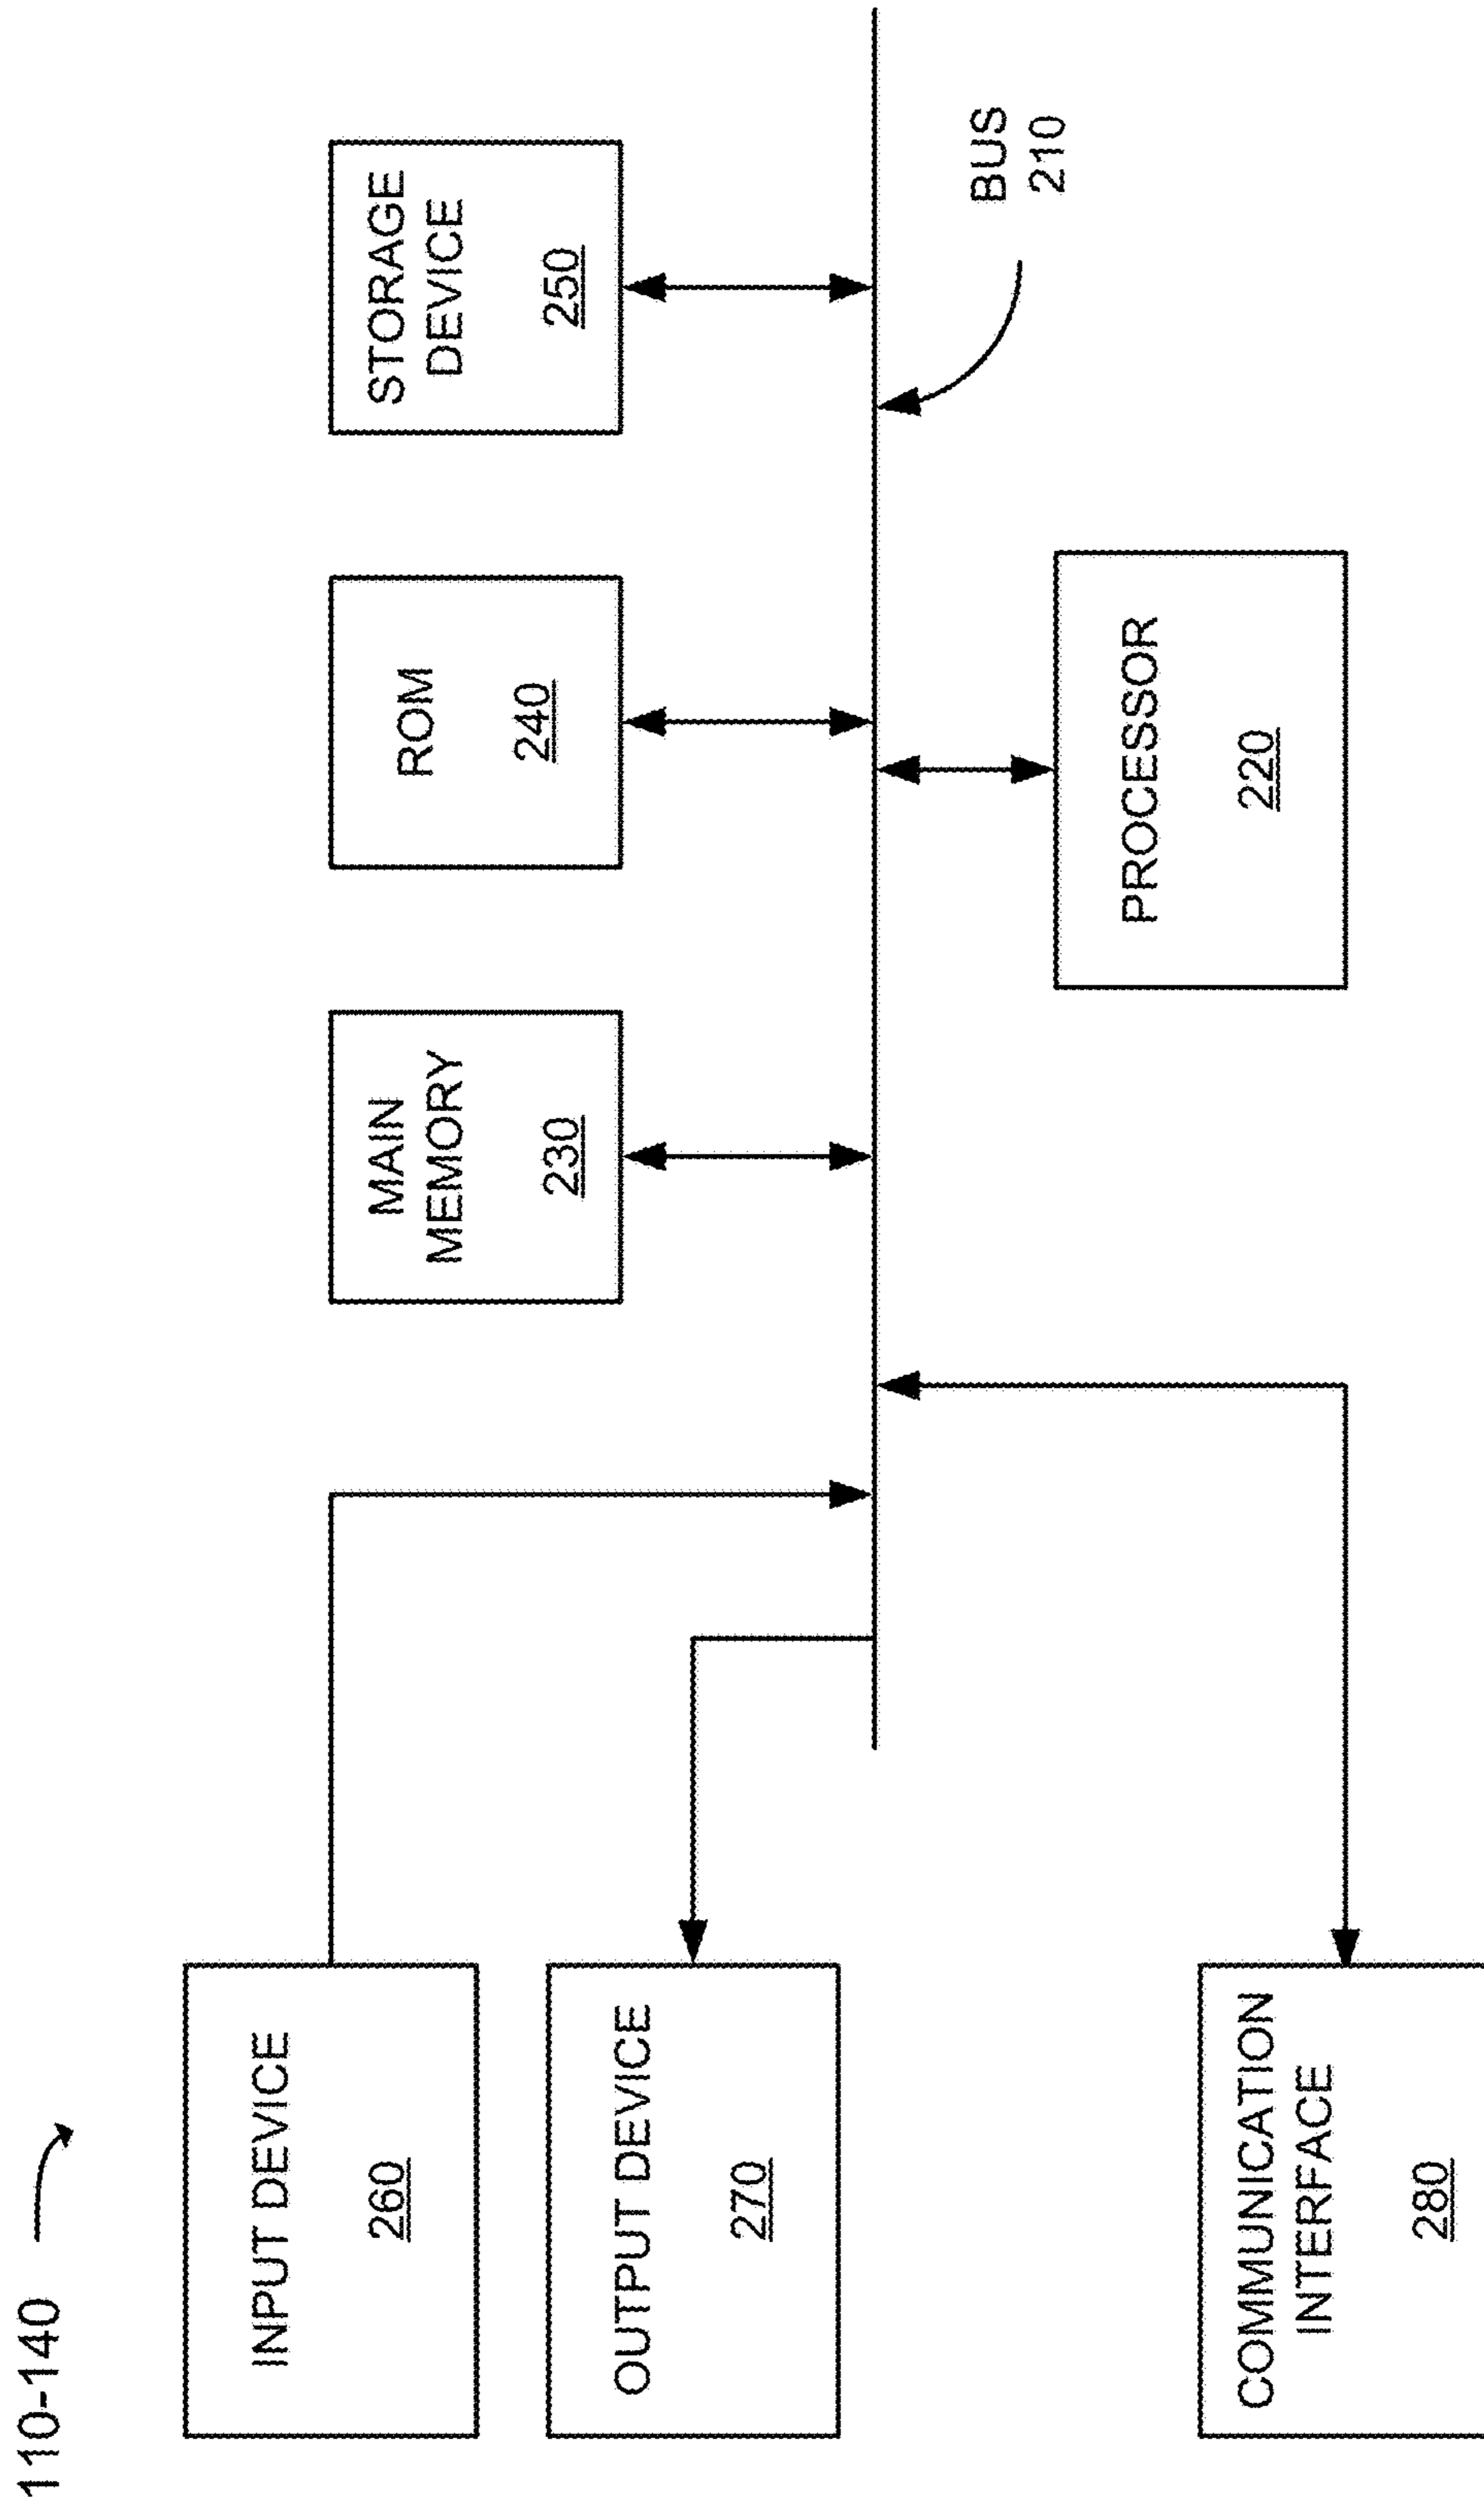 110-140
INPUT DEVICE
260
OUTPUT DEVICE
270
COMMUNICATION
INTERFACE
280
MAIN
MEMORY
230
ROM
240
STORAGE
DEVICE
250
BUS
210
PROCESSOR
220